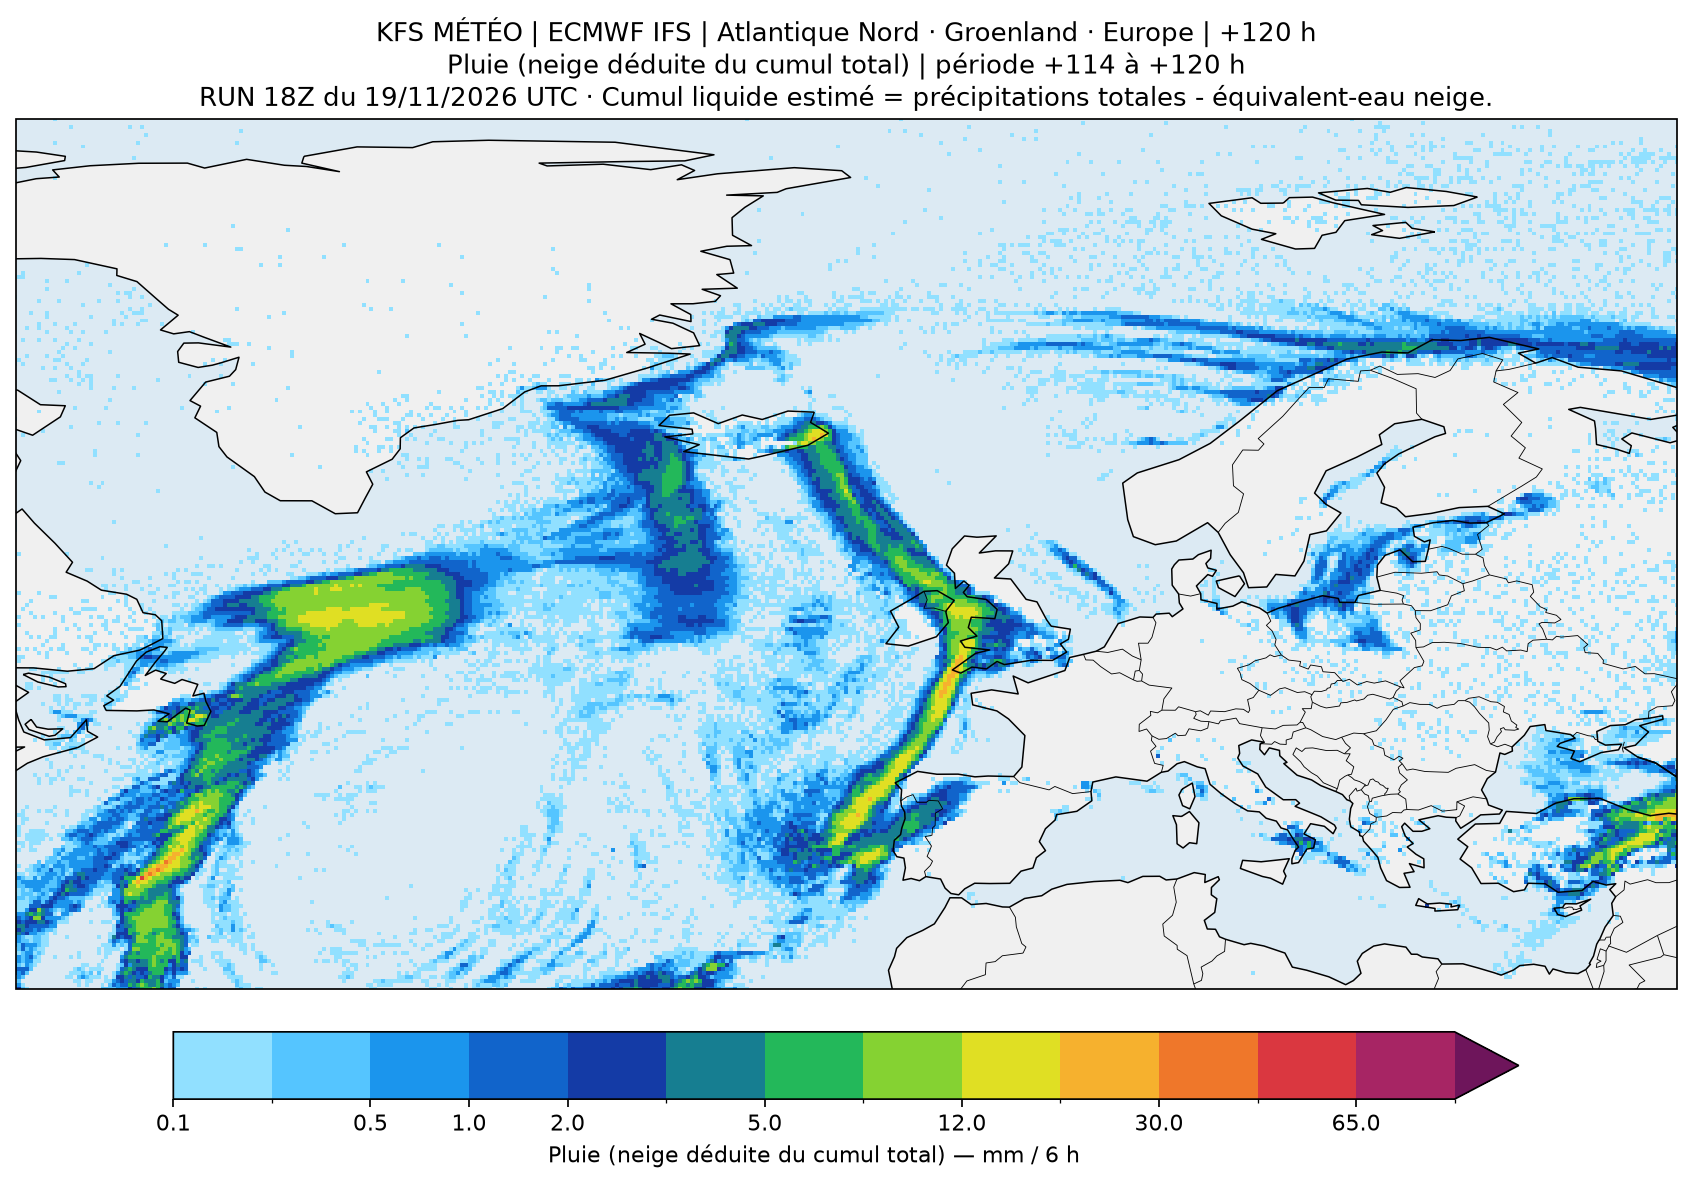 KFS MÉTÉO | ECMWF IFS | Atlantique Nord · Groenland · Europe | +120 h
Pluie (neige déduite du cumul total) | période +114 à +120 h
RUN 18Z du 19/11/2026 UTC · Cumul liquide estimé = précipitations totales - équivalent-eau neige.
0.1 0.5 1.0 2.0 5.0 12.0 30.0 65.0
Pluie (neige déduite du cumul total) — mm / 6 h